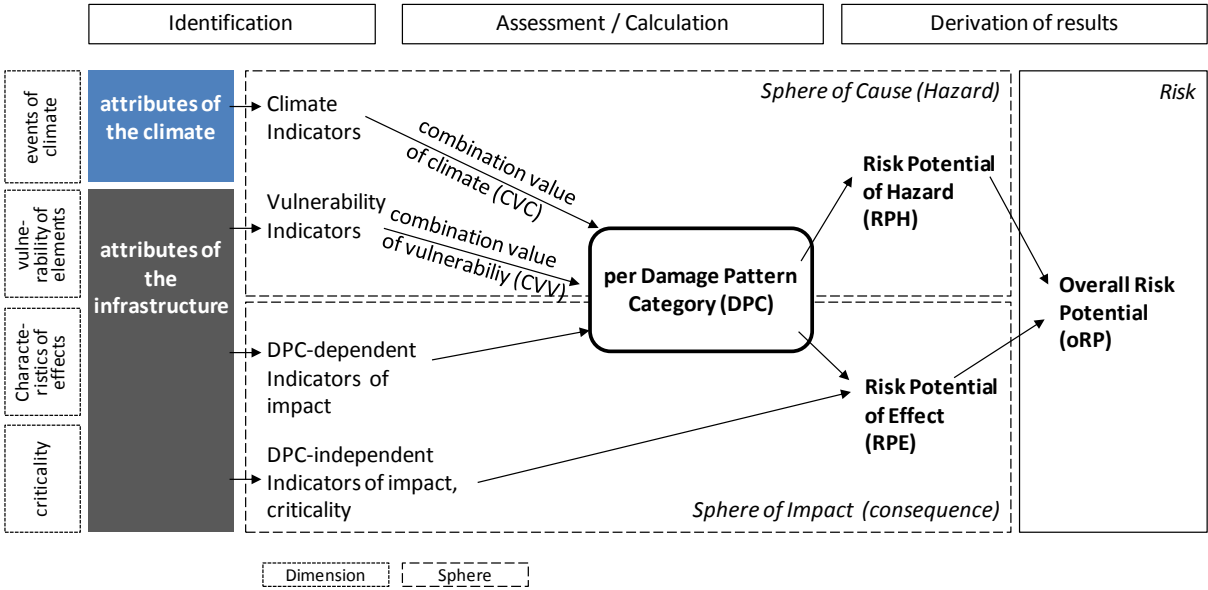 Identification
Assessment / Calculation
Derivation of results
events of
climate
attributes of
the climate
Climate
Indicators
combination value
of climate (CVC)
Sphere of Cause (Hazard)
Risk
vulne-
rability of
elements
attributes of
the
infrastructure
Vulnerability
Indicators
combination value
of vulnerabiliy (CVV)
per Damage Pattern
Category (DPC)
Risk Potential
of Hazard
(RPH)
Overall Risk
Potential
(oRP)
Characte-
ristics of
effects
DPC-dependent
Indicators of
impact
Risk Potential
of Effect
(RPE)
criticality
DPC-independent
Indicators of impact,
criticality
Sphere of Impact (consequence)
Dimension
Sphere